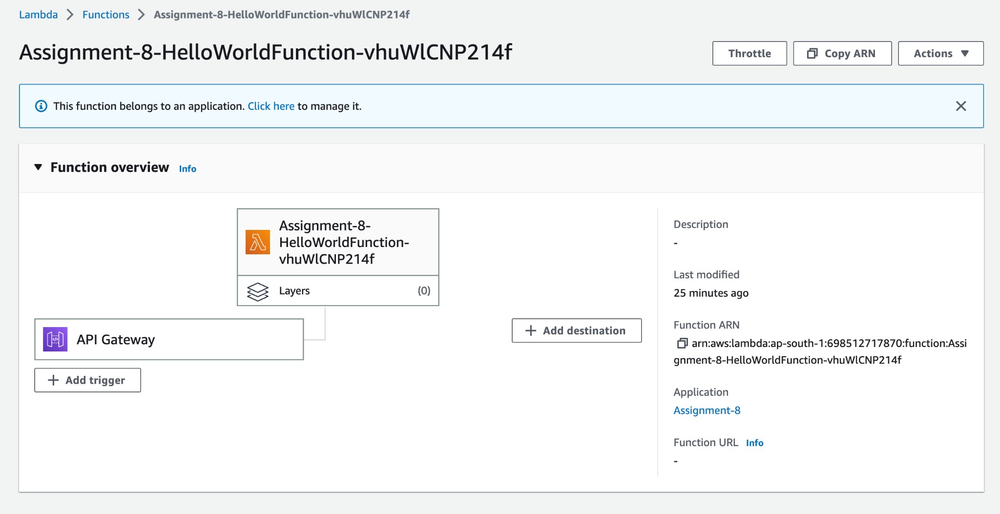 Lambda > Functions > Assignment-8-HelloWorldFunction-vhuWlCNP214f
Assignment-8-HelloWorldFunction-vhuWlCNP214f
Throttle
Copy ARN
Actions
This function belongs to an application. Click here to manage it.
Function overview Info
Assignment-8-
HelloWorldFunction-
vhuWlCNP214f
Layers (0)
API Gateway
+ Add trigger
+ Add destination
Description
-
Last modified
25 minutes ago
Function ARN
arn:aws:lambda:ap-south-1:698512717870:function:Assi
gnment-8-HelloWorldFunction-vhuWlCNP214f
Application
Assignment-8
Function URL Info
-